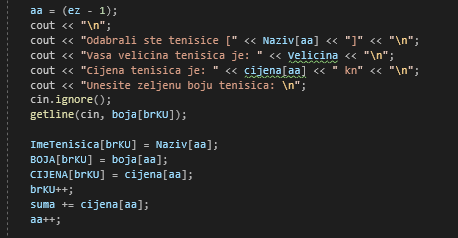 aa = (ez - 1);
cout << "\n";
cout << "Odabrali ste tenisice [" << Naziv[aa] << "]" << "\n";
cout << "Vasa velicina tenisica je:  " << Velicina << "\n";
cout << "Cijena tenisica je: " << cijena[aa] << " kn" << "\n";
cout << "Unesite zeljenu boju tenisica: \n";
cin.ignore();
getline(cin, boja[brKU]);
ImeTenisica[brKU] = Naziv[aa];
BOJA[brKU] = boja[aa];
CIJENA[brKU] = cijena[aa];
brKU++;
suma += cijena[aa];
aa++;